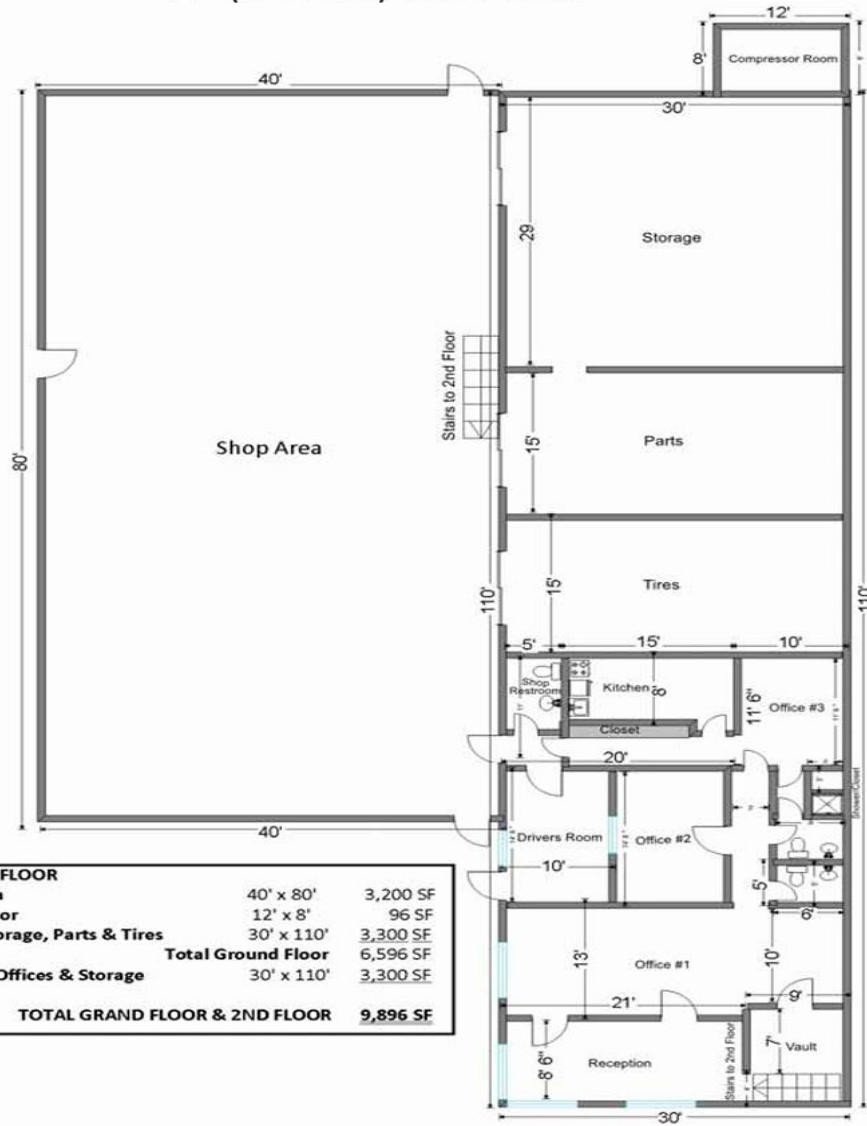 12'
8'
Compressor Room
40'
30'
29
Storage
Stairs to 2nd Floor
Shop Area
80'
15'
Parts
110'
110'
15'
Tires
5'
15'
10'
Shop
Restroom
Kitchen
8'
11' 6"
Office #3
Closet
20'
Shower/Closet
40'
Drivers Room
Office #2
10'
5'
6'
FLOOR
40' x 80' 3,200 SF
or 12' x 8' 96 SF
orage, Parts & Tires 30' x 110' 3,300 SF
Total Ground Floor 6,596 SF
Offices & Storage 30' x 110' 3,300 SF
TOTAL GRAND FLOOR & 2ND FLOOR 9,896 SF
13'
Office #1
10'
21'
9'
8' 6"
Reception
Stairs to 2nd Floor
7'
Vault
30'